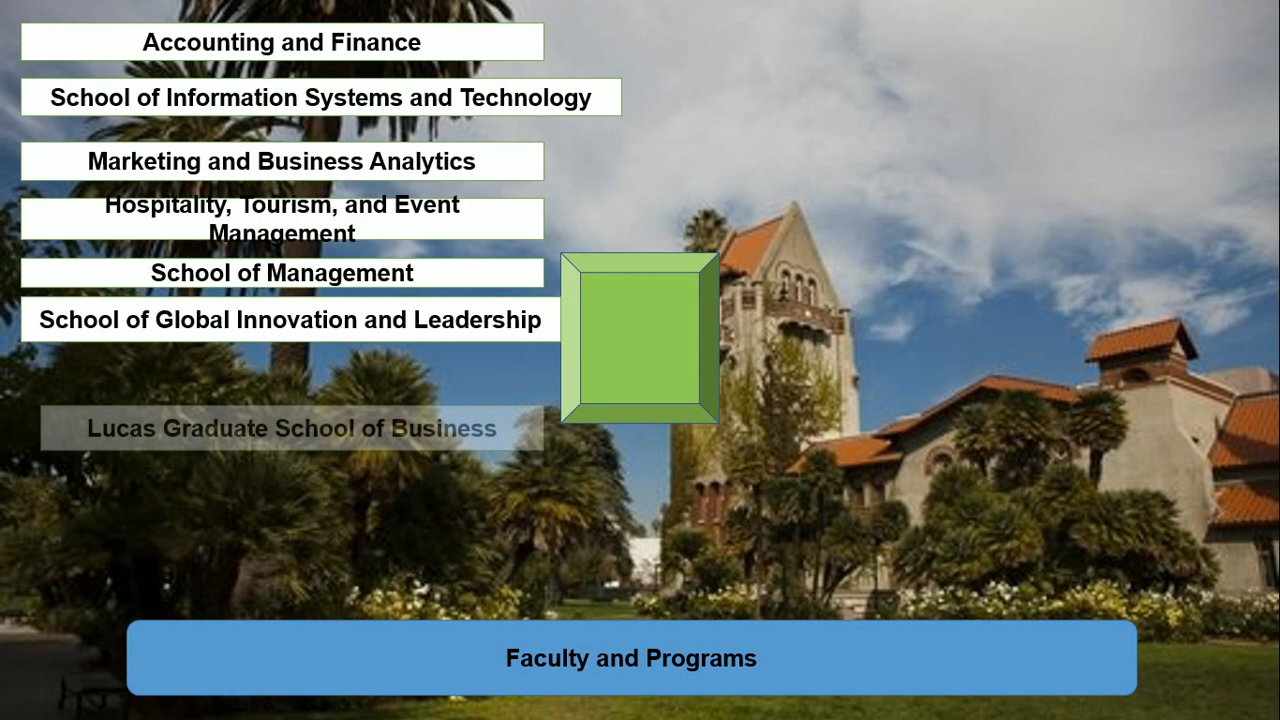 Accounting and Finance
School of Information Systems and Technology
Marketing and Business Analytics
Hospitality, Tourism, and Event
Management
School of Management
School of Global Innovation and Leadership
Lucas Graduate School of Business
Faculty and Programs